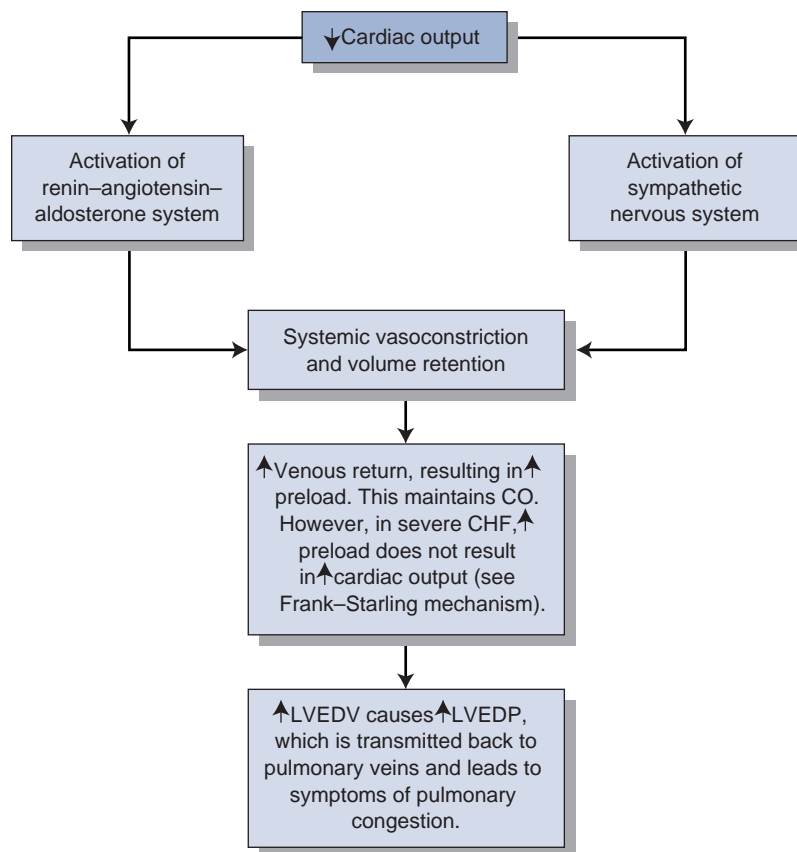 ↓Cardiac output
Activation of
renin–angiotensin–
aldosterone system
Activation of
sympathetic
nervous system
Systemic vasoconstriction
and volume retention
↑Venous return, resulting in↑
preload. This maintains CO.
However, in severe CHF,↑
preload does not result
in↑cardiac output (see
Frank–Starling mechanism).
↑LVEDV causes↑LVEDP,
which is transmitted back to
pulmonary veins and leads to
symptoms of pulmonary
congestion.